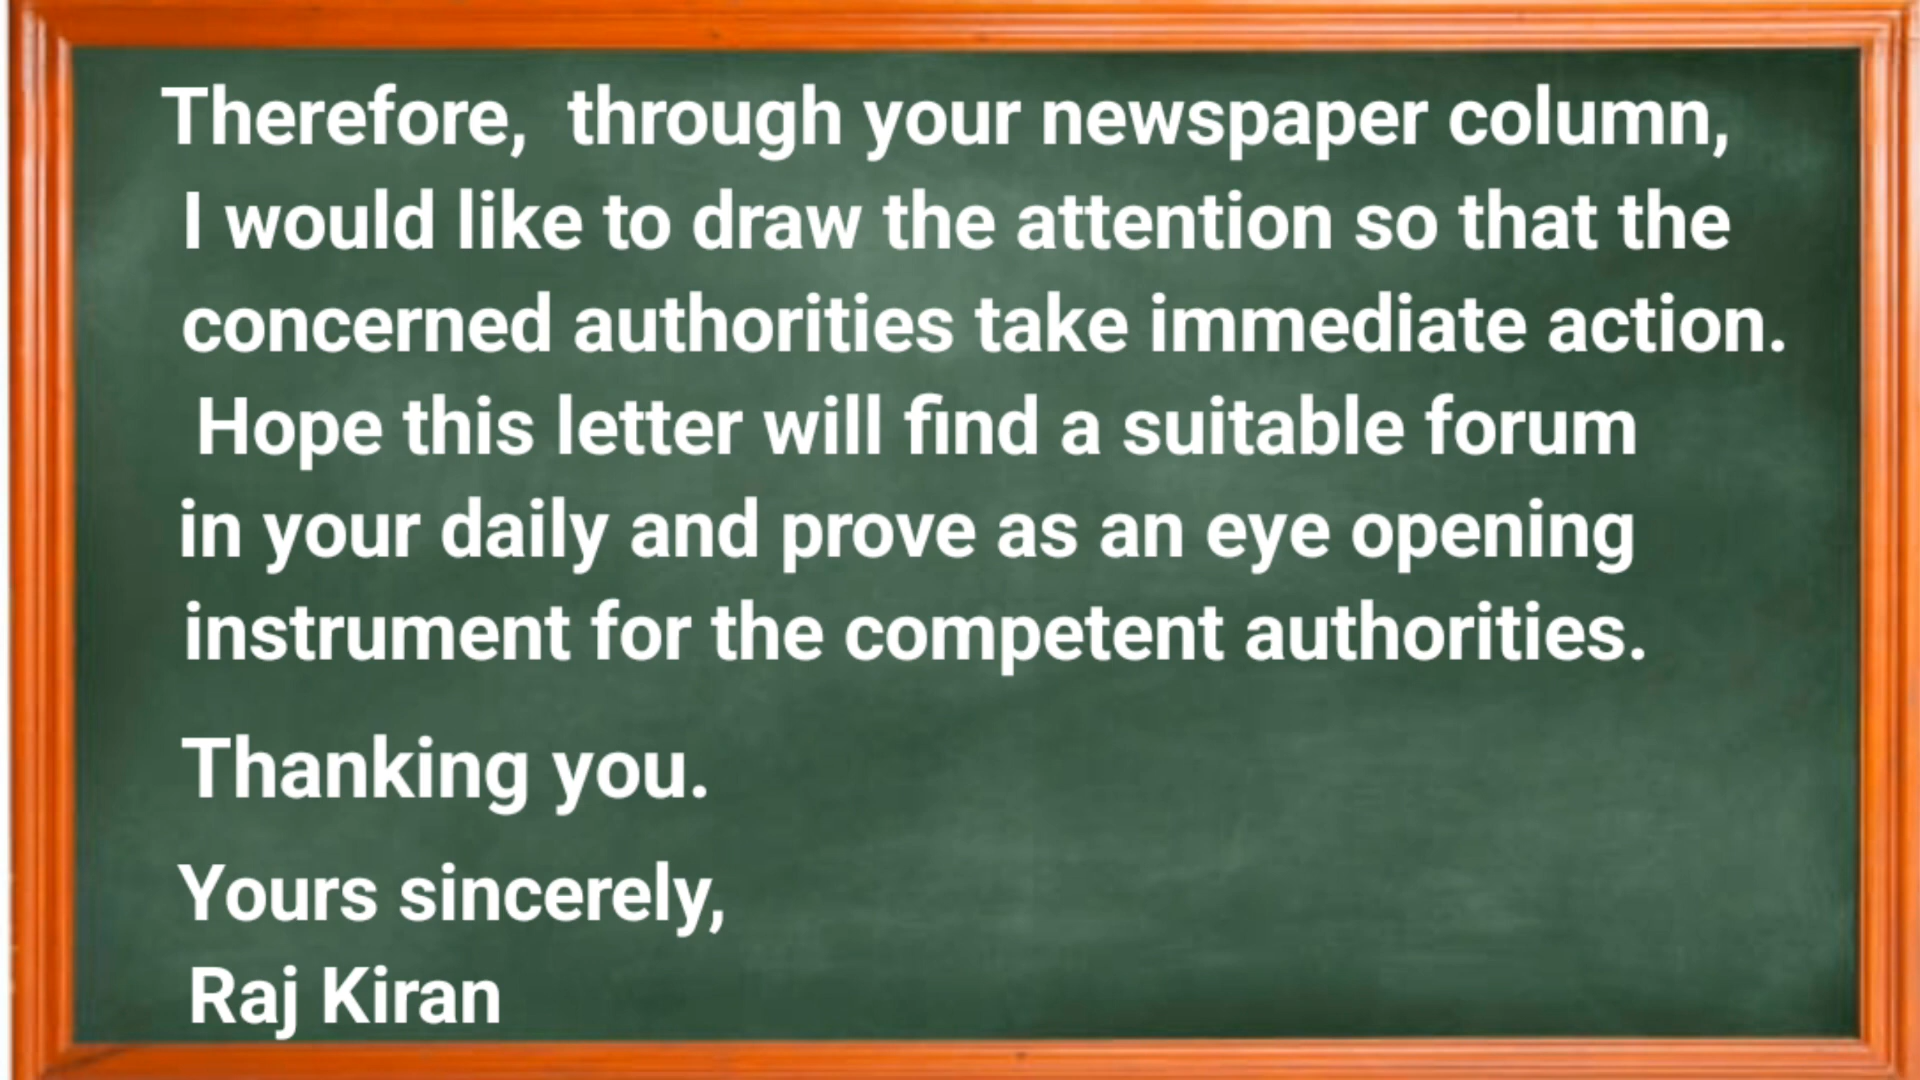 Therefore,  through your newspaper column,
I would like to draw the attention so that the
concerned authorities take immediate action.
Hope this letter will find a suitable forum
in your daily and prove as an eye opening
instrument for the competent authorities.
Thanking you.
Yours sincerely,
Raj Kiran